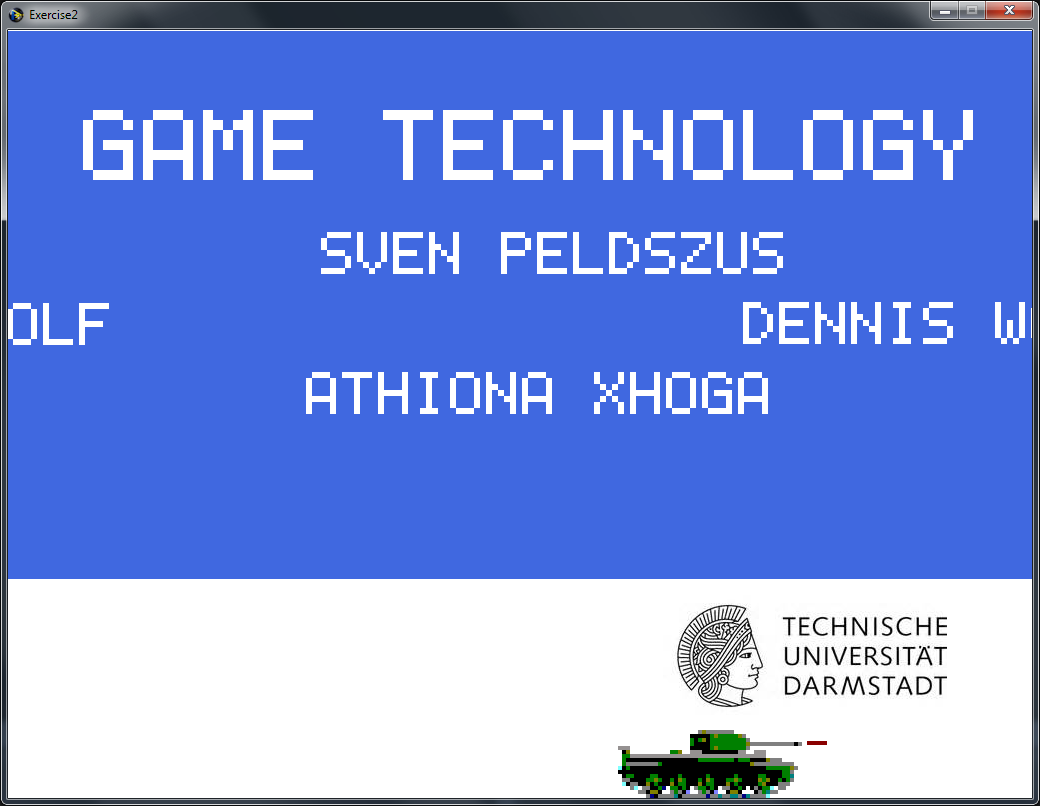 Exercise2
GAME TECHNOLOGY
SVEN PELDSZUS
OLF DENNIS W
ATHIONA XHOGA
TECHNISCHE
UNIVERSITÄT
DARMSTADT